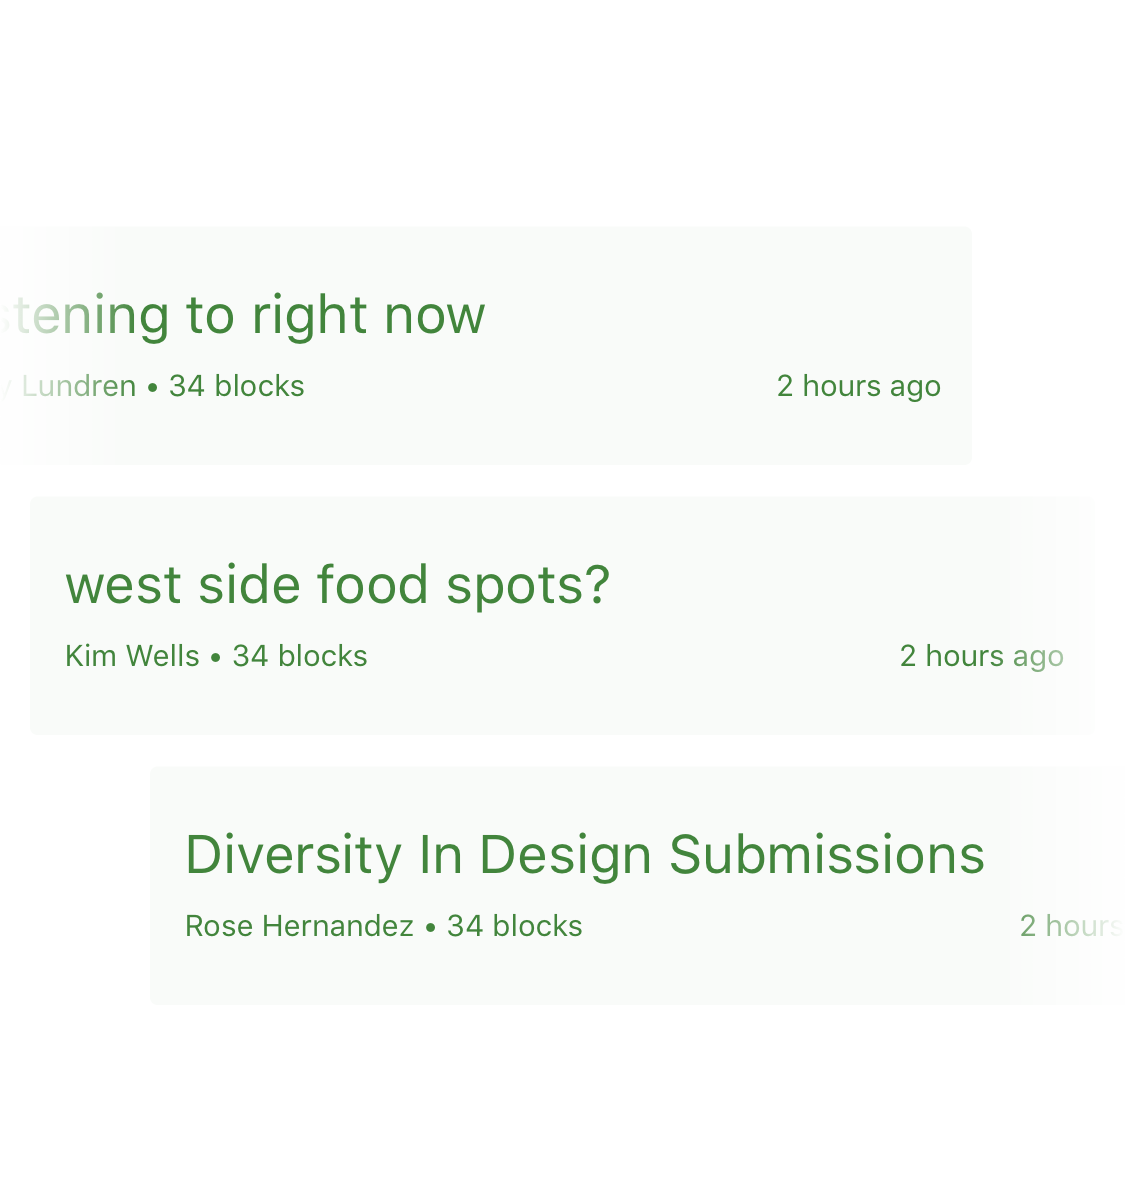 stening to right now
y Lundren • 34 blocks
2 hours ago
west side food spots?
Kim Wells • 34 blocks
2 hours ago
Diversity In Design Submissions
Rose Hernandez • 34 blocks
2 hours